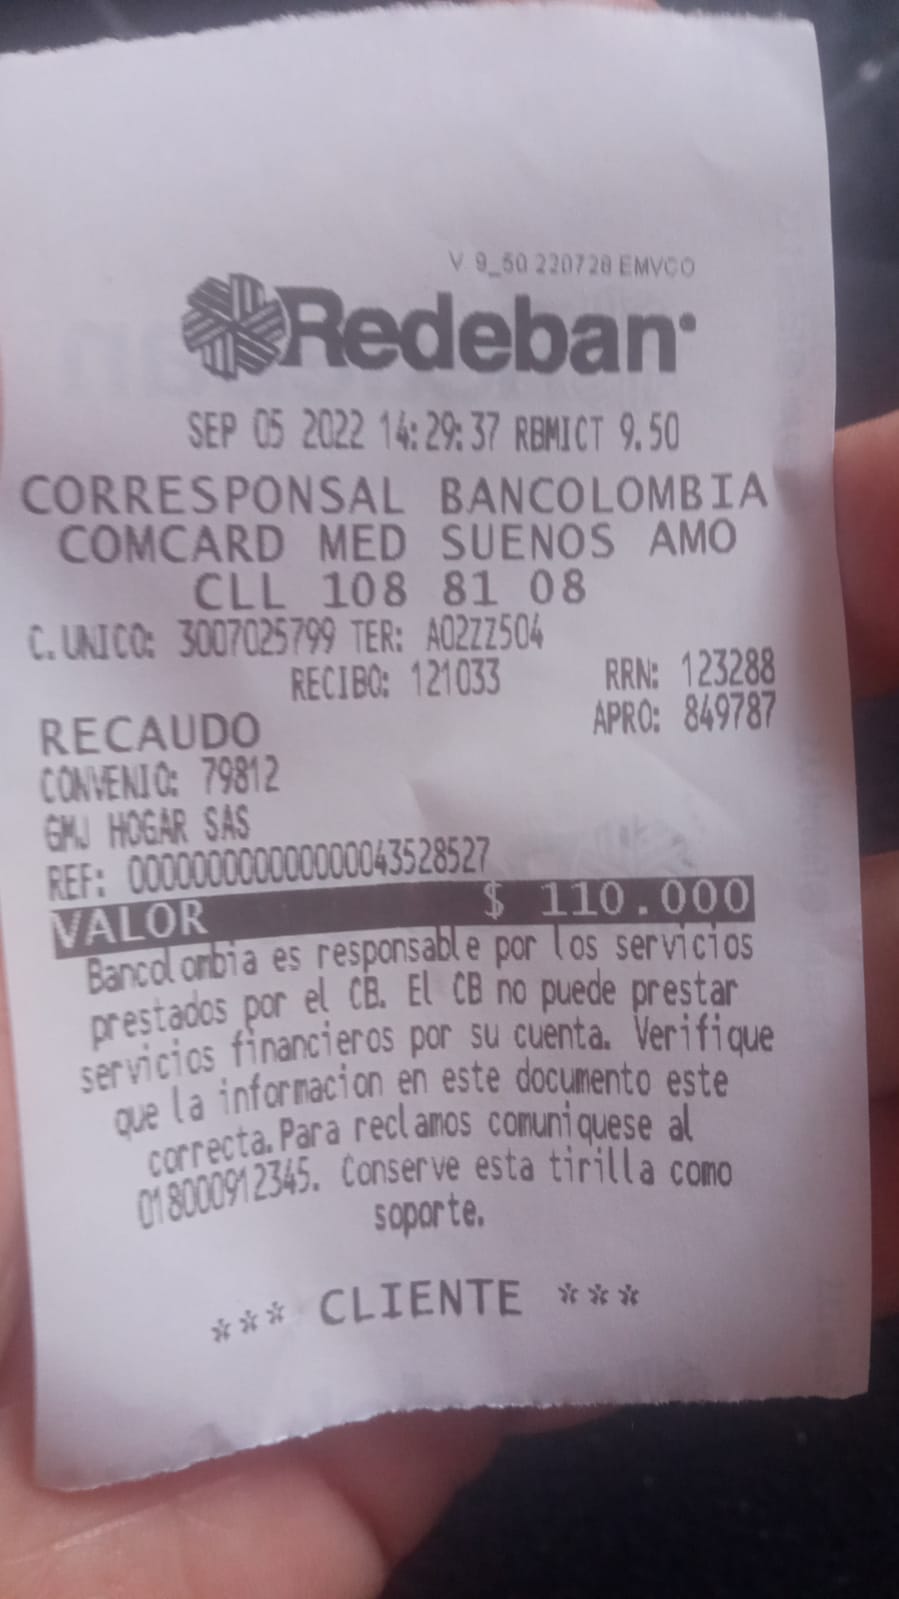 V 9_50 220728 EMVCO
Redeban
SEP 05 2022 14:29:37 RBMICT 9.50
CORRESPONSAL BANCOLOMBIA
COMCARD MED SUENOS AMO
CLL 108 81 08
C. UNICO: 3007025799 TER: A02ZZ504
RECIBO: 121033 RRN: 123288
RECAUDO APRO: 849787
CONVENIO: 79812
GMJ HOGAR SAS
REF: 000000000000000043528527
VALOR $ 110.000
Bancolombia es responsable por los servicios
prestados por el CB. El CB no puede prestar
servicios financieros por su cuenta. Verifique
que la informacion en este documento este
correcta. Para reclamos comuniquese al
018000912345. Conserve esta tirilla como
soporte.
*** CLIENTE ***